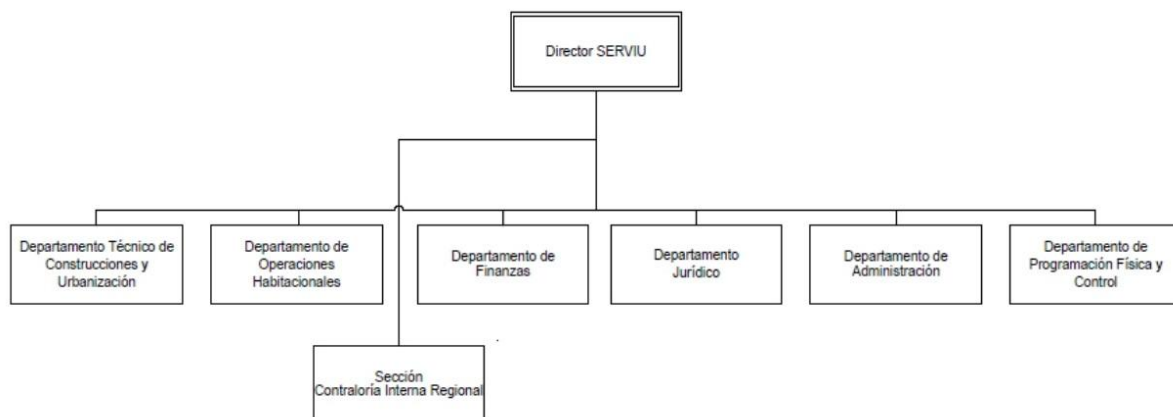 Director SERVIU
Departamento Técnico de
Construcciones y
Urbanización
Departamento de
Operaciones
Habitacionales
Departamento de
Finanzas
Departamento
Jurídico
Departamento de
Administración
Departamento de
Programación Física y
Control
Sección
Contraloría Interna Regional